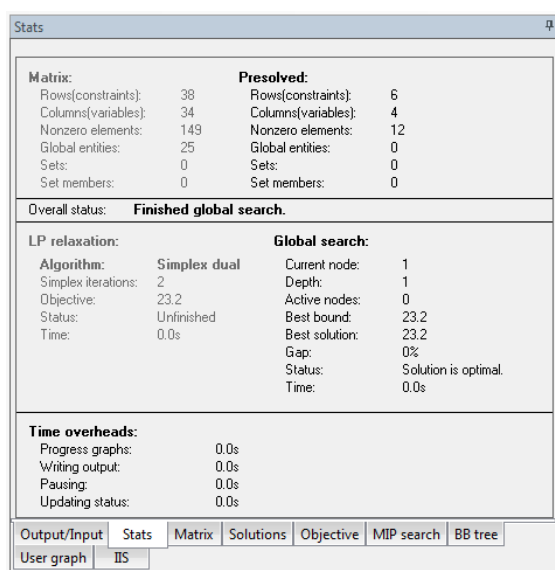 Stats
Matrix: Presolved:
Rows(constraints): 38 Rows(constraints): 6
Columns(variables): 34 Columns(variables): 4
Nonzero elements: 149 Nonzero elements: 12
Global entities: 25 Global entities: 0
Sets: 0 Sets: 0
Set members: 0 Set members: 0
Overall status: Finished global search.
LP relaxation: Global search:
Algorithm: Simplex dual Current node: 1
Simplex iterations: 2 Depth: 1
Objective: 23.2 Active nodes: 0
Status: Unfinished Best bound: 23.2
Time: 0.0s Best solution: 23.2
Gap: 0%
Status: Solution is optimal.
Time: 0.0s
Time overheads:
Progress graphs: 0.0s
Writing output: 0.0s
Pausing: 0.0s
Updating status: 0.0s
Output/Input Stats Matrix Solutions Objective MIP search BB tree
User graph IIS